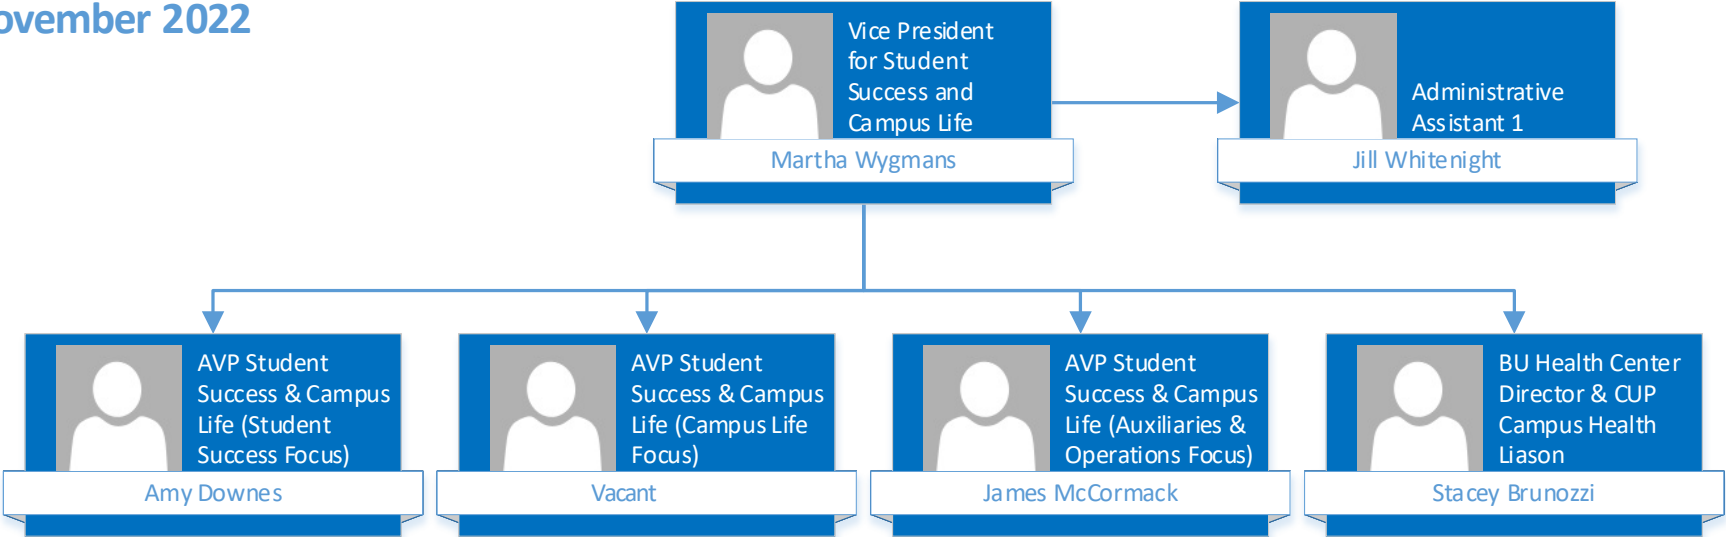 ovember 2022
Vice President
for Student
Success and
Campus Life
Martha Wygmans
Administrative
Assistant 1
Jill Whitenight
AVP Student
Success & Campus
Life (Student
Success Focus)
Amy Downes
AVP Student
Success & Campus
Life (Campus Life
Focus)
Vacant
AVP Student
Success & Campus
Life (Auxiliaries &
Operations Focus)
James McCormack
BU Health Center
Director & CUP
Campus Health
Liason
Stacey Brunozzi